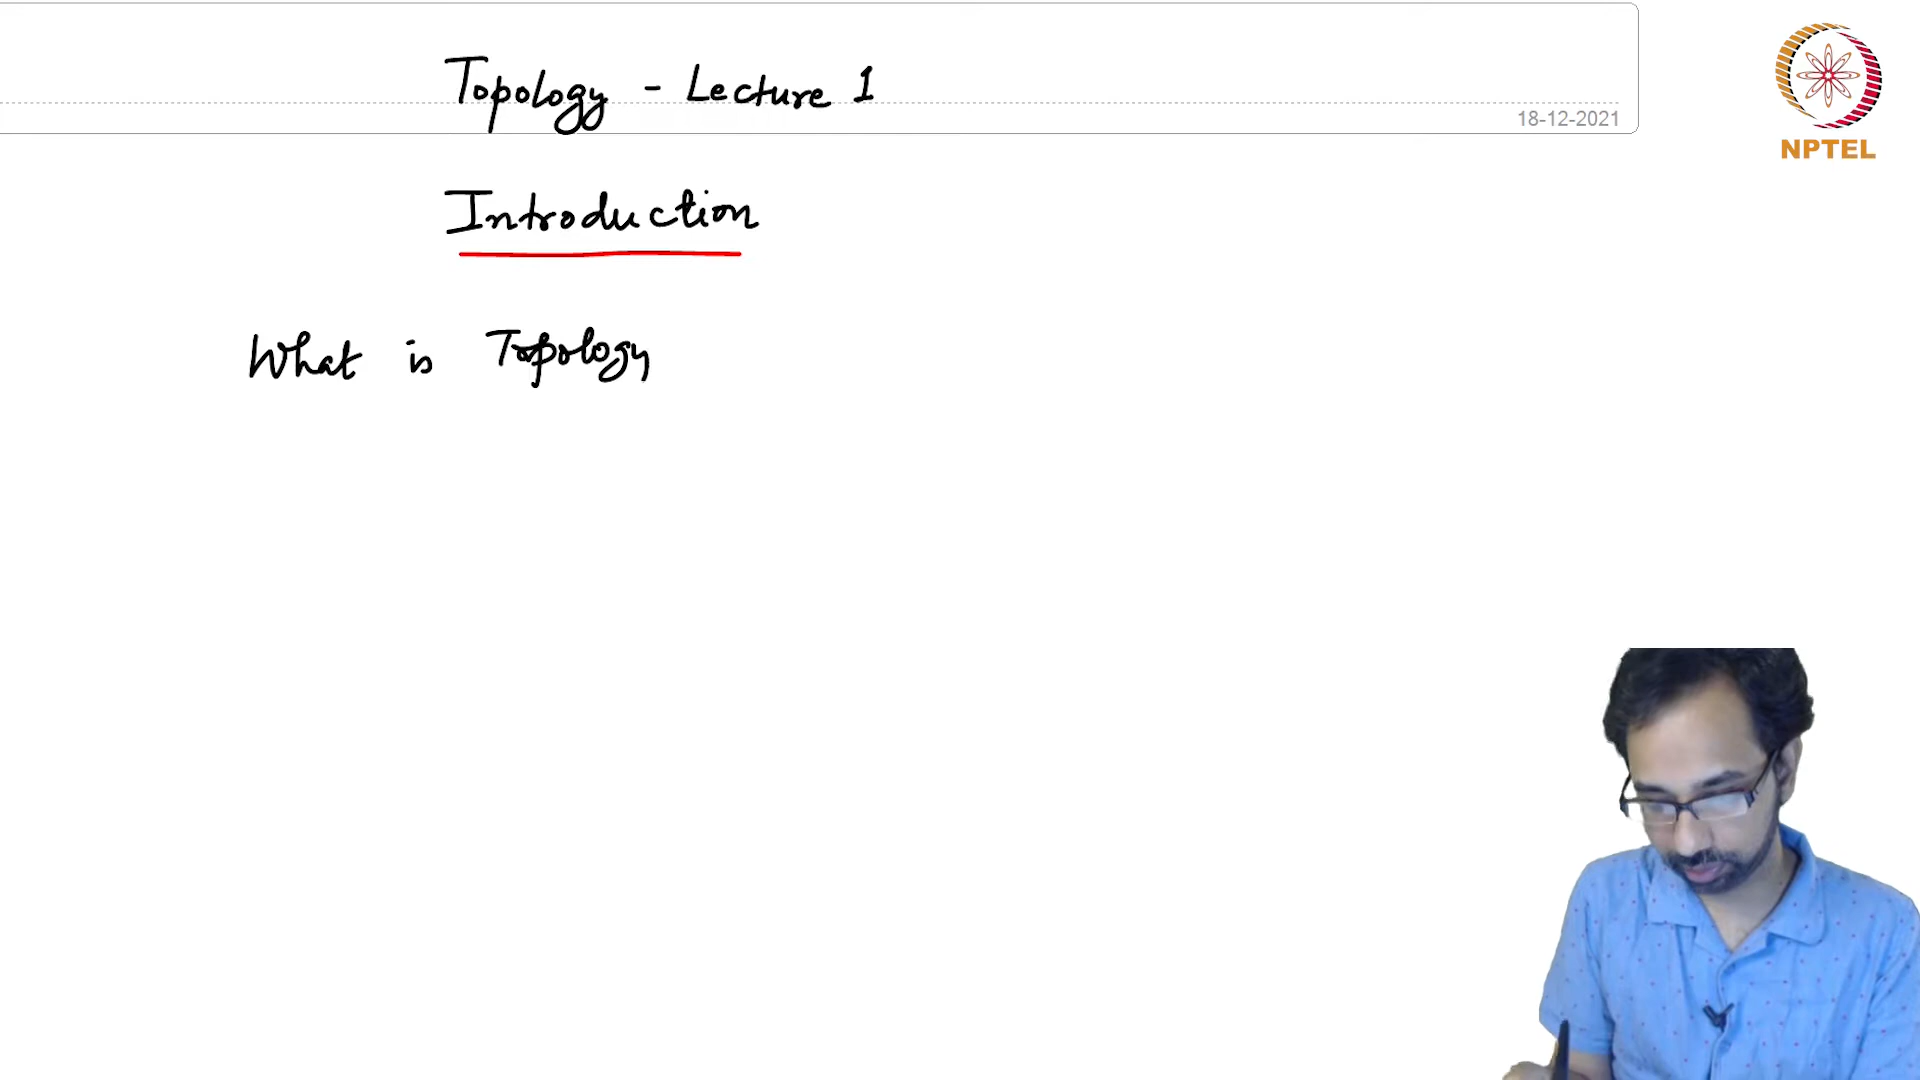 Topology - Lecture 1
18-12-2021
NPTEL
Introduction
What is Topology